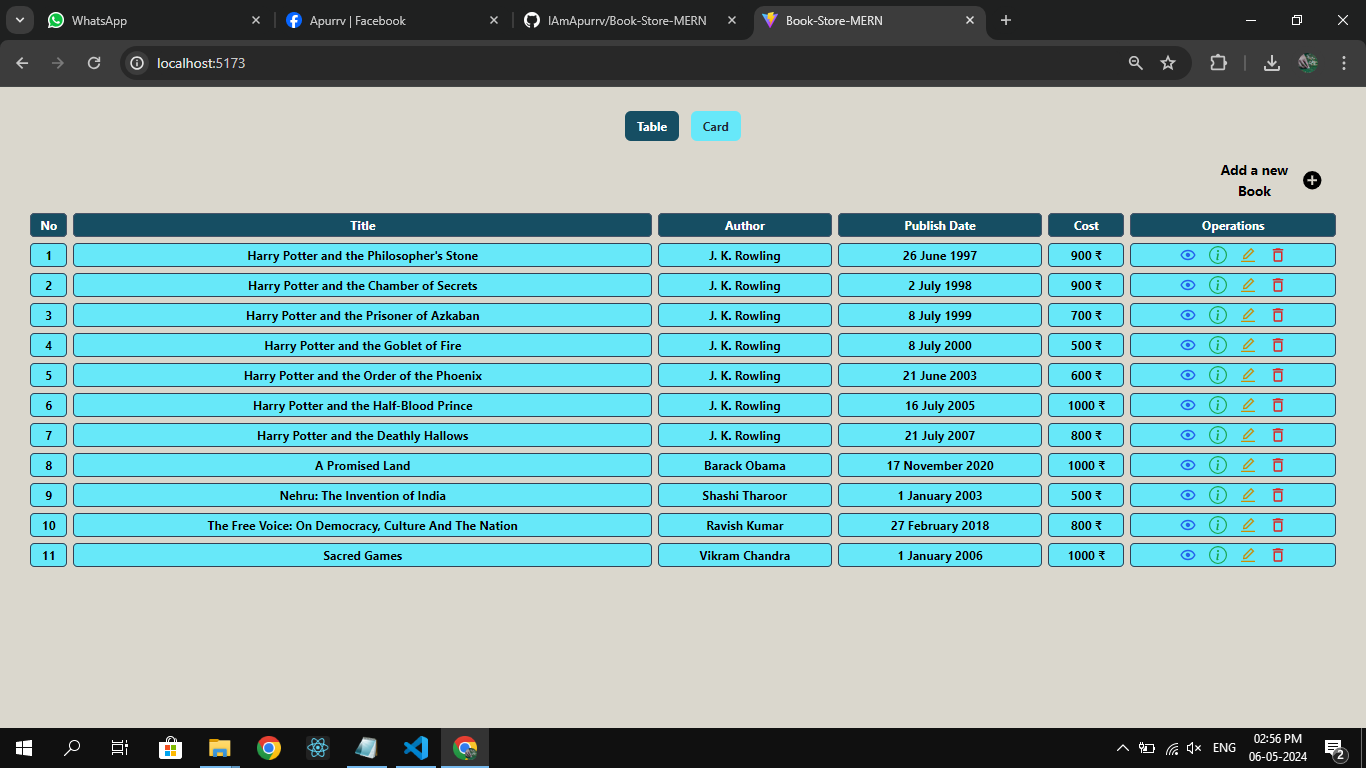 WhatsApp
Apurrv | Facebook
IAmApurrv/Book-Store-MERN
Book-Store-MERN
localhost:5173
Table Card
Add a new
Book
No Title Author Publish Date Cost Operations
1 Harry Potter and the Philosopher's Stone J. K. Rowling 26 June 1997 900 ₹
2 Harry Potter and the Chamber of Secrets J. K. Rowling 2 July 1998 900 ₹
3 Harry Potter and the Prisoner of Azkaban J. K. Rowling 8 July 1999 700 ₹
4 Harry Potter and the Goblet of Fire J. K. Rowling 8 July 2000 500 ₹
5 Harry Potter and the Order of the Phoenix J. K. Rowling 21 June 2003 600 ₹
6 Harry Potter and the Half-Blood Prince J. K. Rowling 16 July 2005 1000 ₹
7 Harry Potter and the Deathly Hallows J. K. Rowling 21 July 2007 800 ₹
8 A Promised Land Barack Obama 17 November 2020 1000 ₹
9 Nehru: The Invention of India Shashi Tharoor 1 January 2003 500 ₹
10 The Free Voice: On Democracy, Culture And The Nation Ravish Kumar 27 February 2018 800 ₹
11 Sacred Games Vikram Chandra 1 January 2006 1000 ₹
ENG
02:56 PM
06-05-2024
2